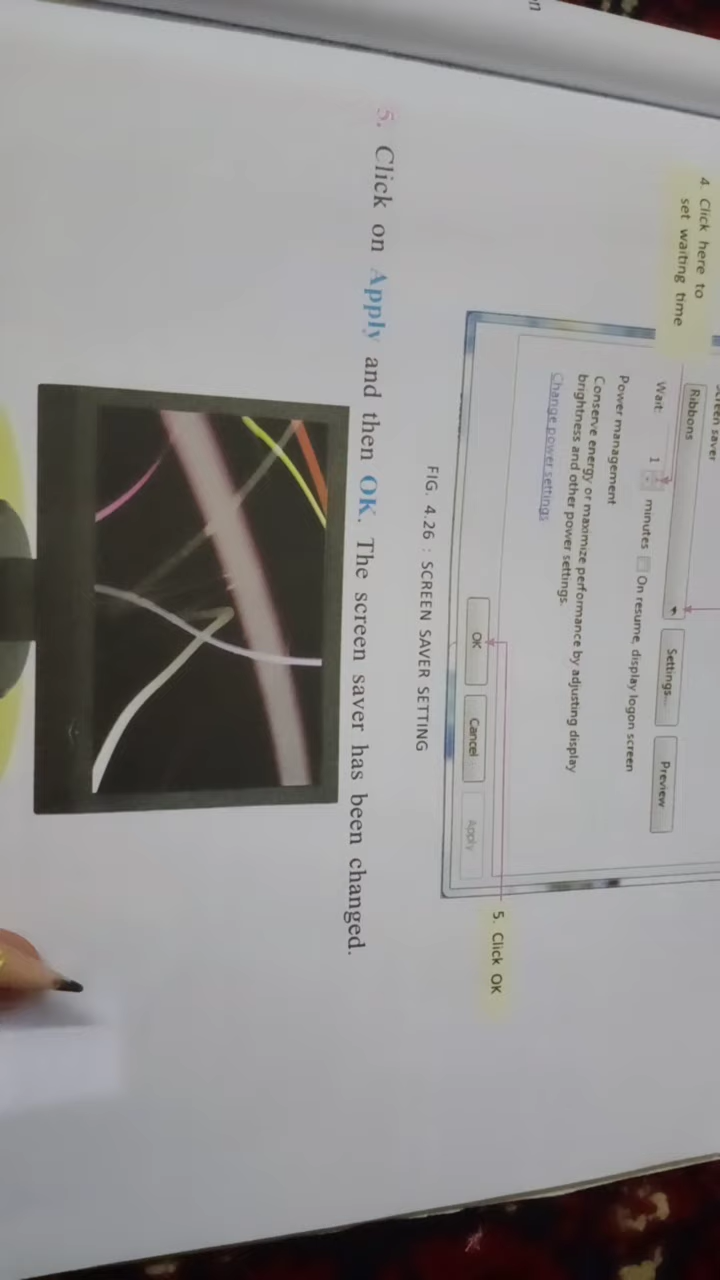 Screen saver
Ribbons
Settings...
Preview
4. Click here to
set waiting time
Wait: 1 minutes On resume, display logon screen
Power management
Conserve energy or maximize performance by adjusting display
brightness and other power settings.
Change power settings
OK Cancel Apply
5. Click OK
FIG. 4.26 : SCREEN SAVER SETTING
5. Click on Apply and then OK. The screen saver has been changed.